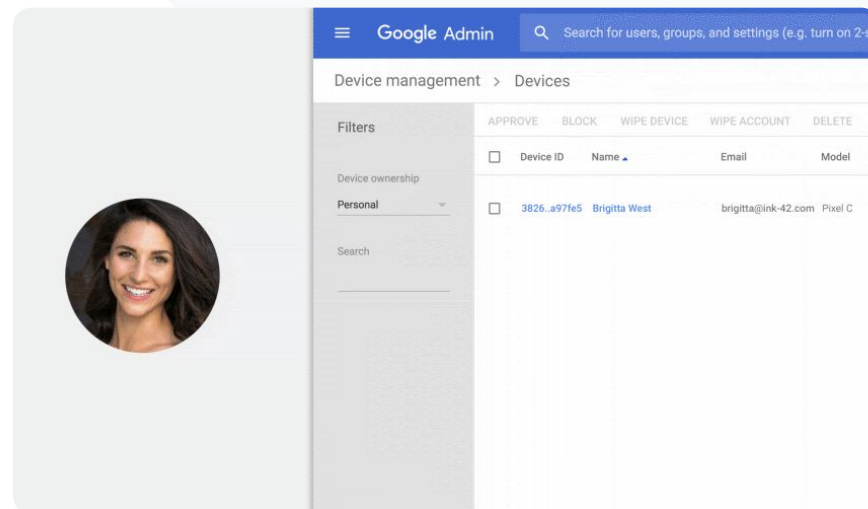 Google Admin
Search for users, groups, and settings (e.g. turn on 2-s
Device management > Devices
Filters
Device ownership
Personal
Search
APPROVE BLOCK WIPE DEVICE WIPE ACCOUNT DELETE
Device ID Name Email Model
3826..a97fe5 Brigitta West brigitta@ink-42.com Pixel C